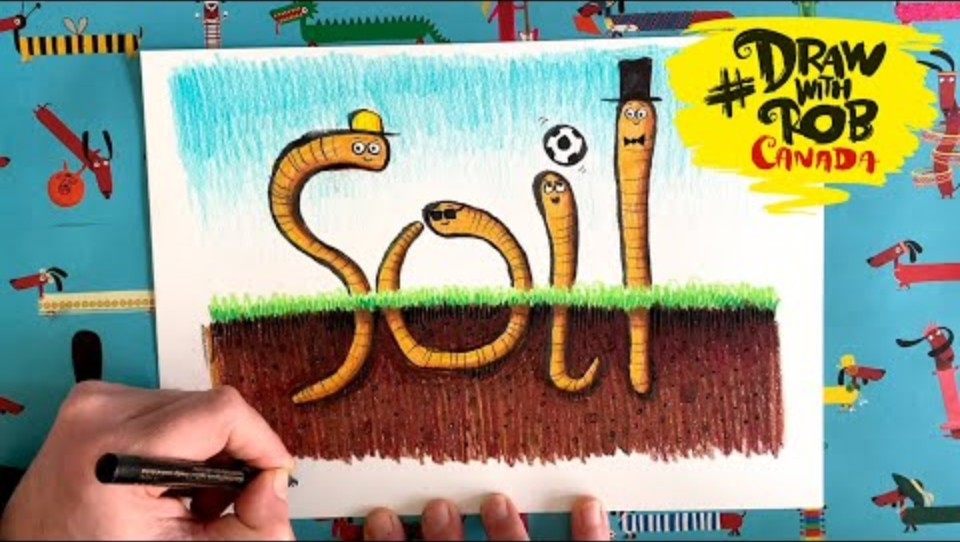 Soil
#DRAW
WITH
ROB
CANADA